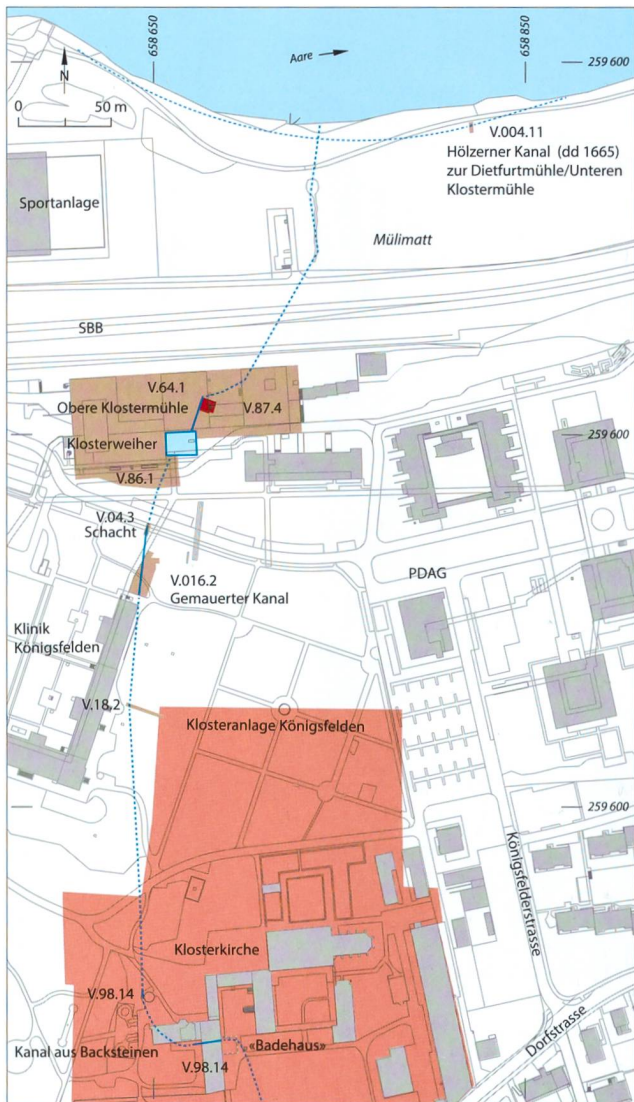 658 650
658 850
Aare
259 600
N
0 50 m
V.004.11
Hölzerner Kanal (dd 1665)
zur Dietfurtmühle/Unteren
Klostermühle
Sportanlage
Mülimatt
SBB
V.64.1
Obere Klostermühle
V.87.4
Klosterweiher
259 600
V.86.1
V.04.3
Schacht
PDAG
V.016.2
Gemauerter Kanal
Klinik
Königsfelden
V.18.2
Klosteranlage Königsfelden
259 600
Königsfelderstrasse
Klosterkirche
V.98.14
Kanal aus Backsteinen
«Badehaus»
V.98.14
Dorfstrasse